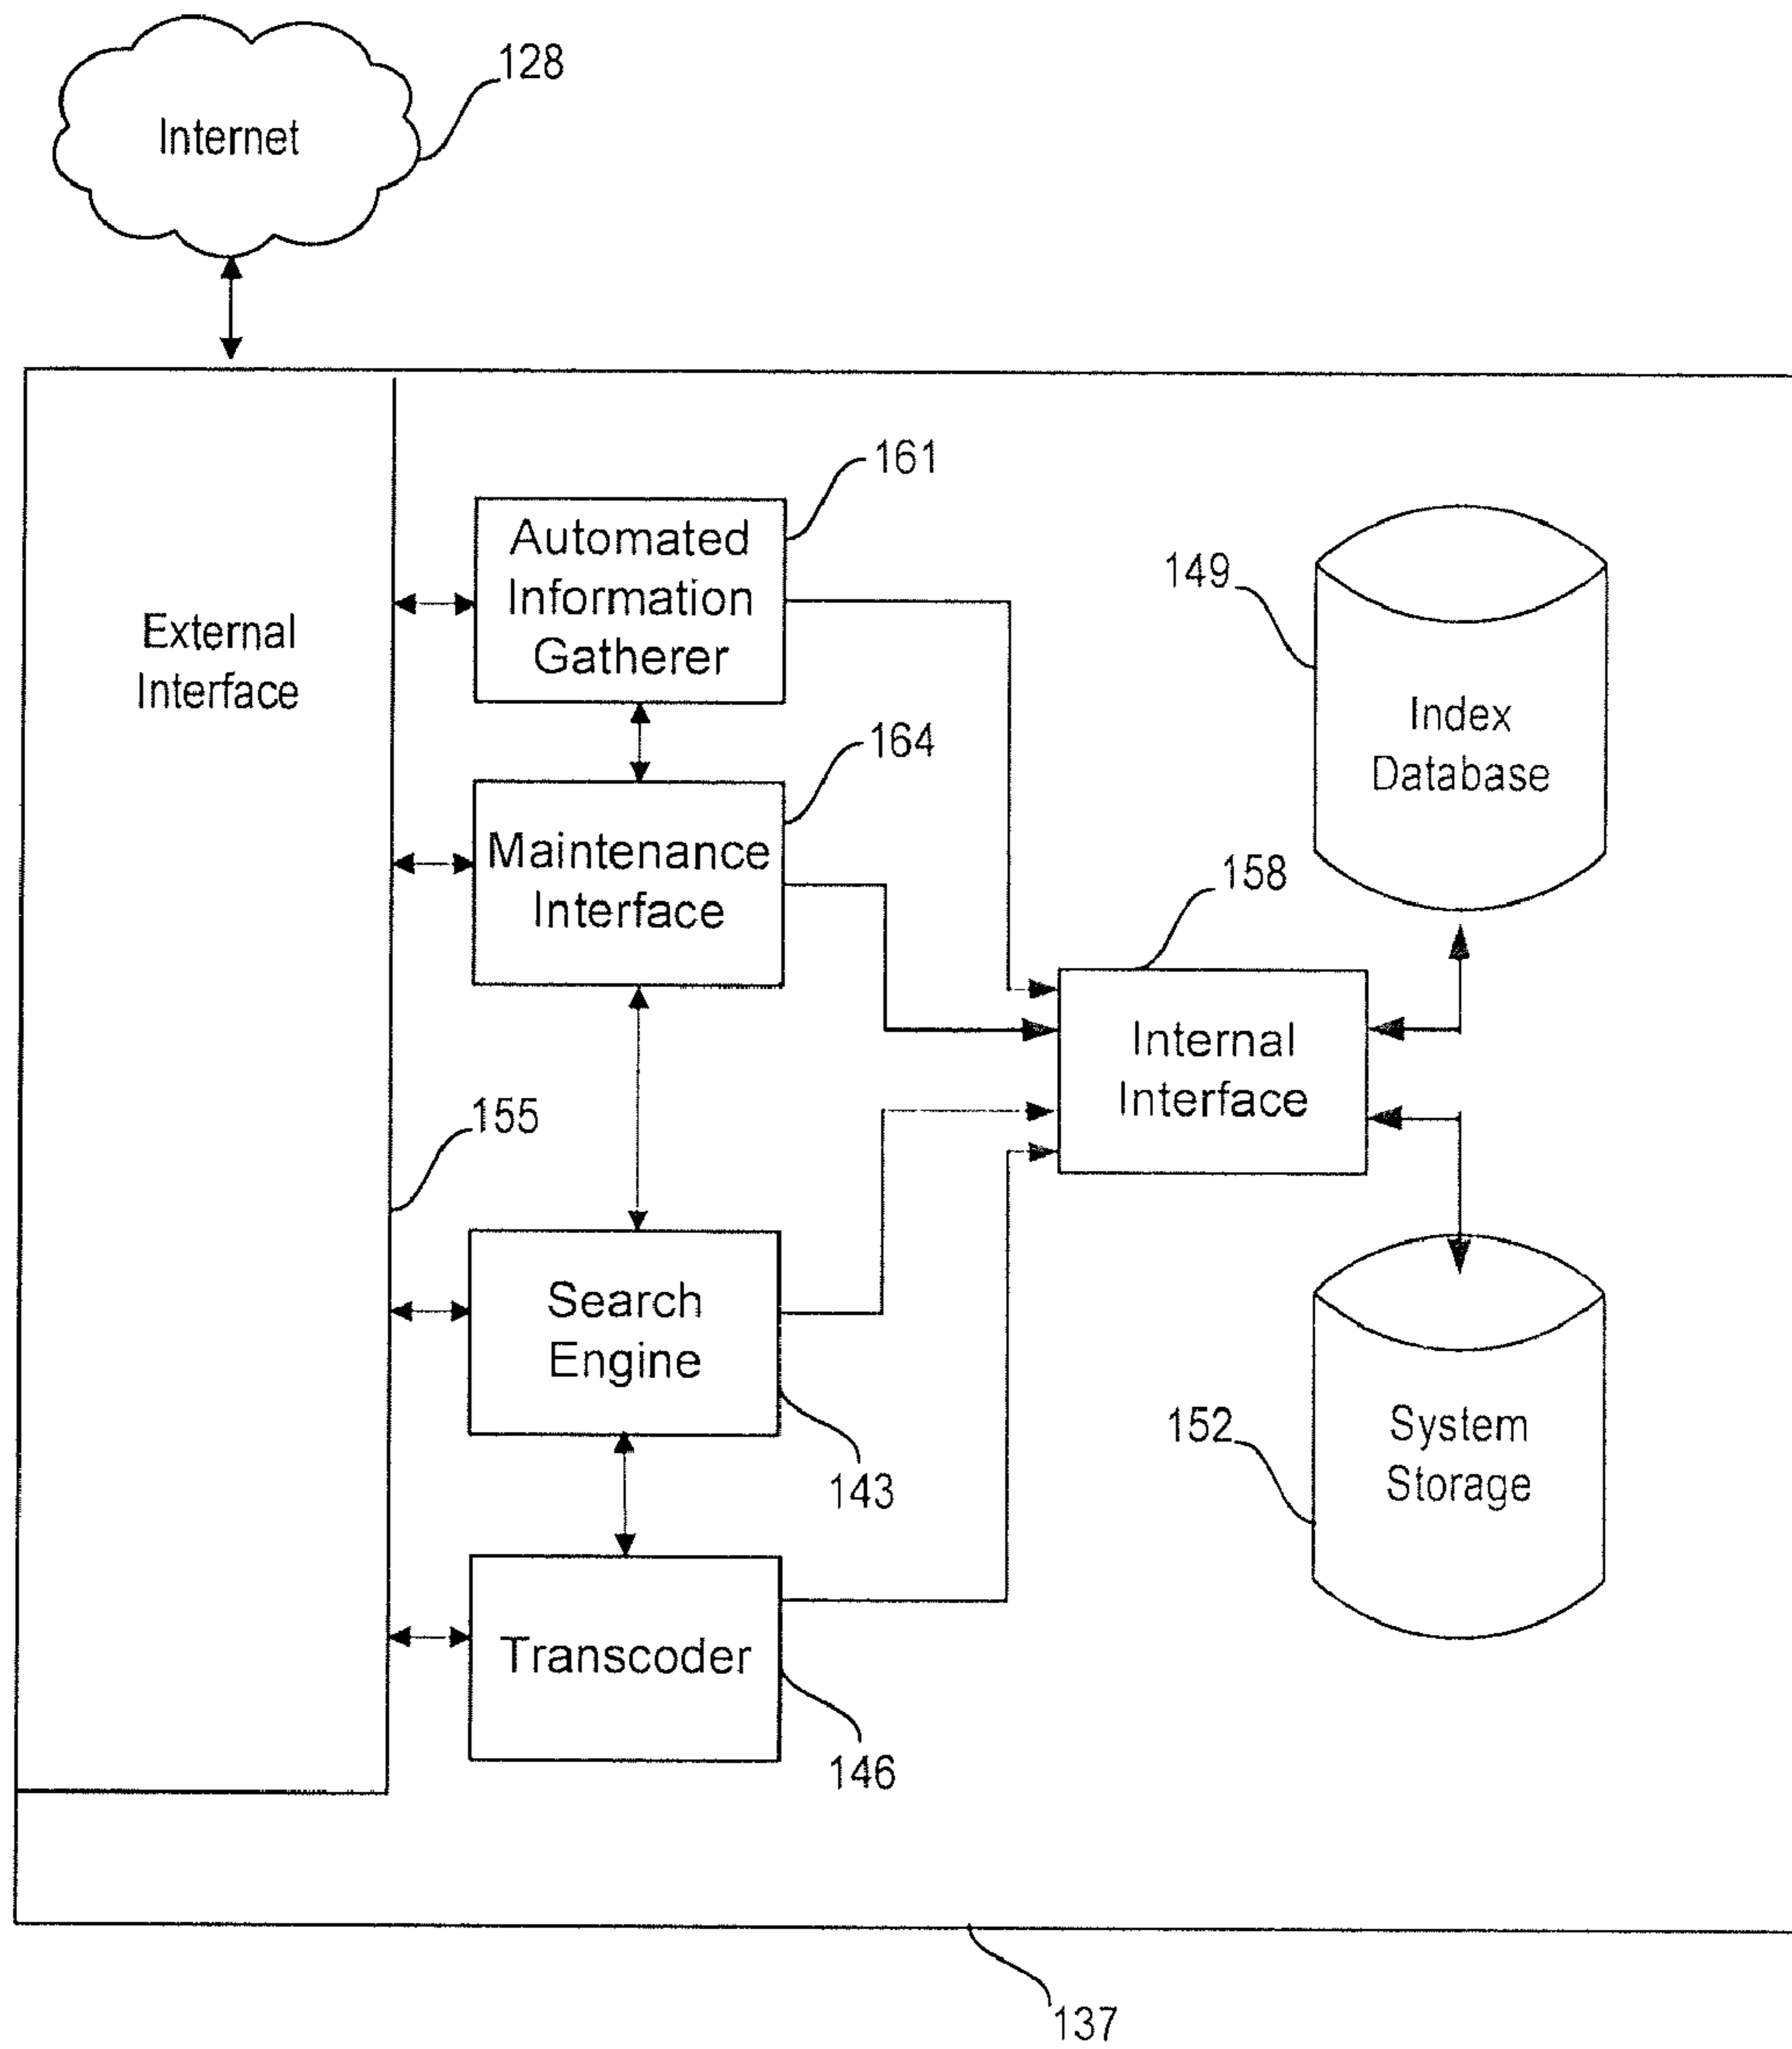 128
Internet
161
Automated
Information
Gatherer
149
External
Interface
Index
Database
164
Maintenance
Interface
158
Internal
Interface
155
Search
Engine
143
152
System
Storage
Transcoder
146
137